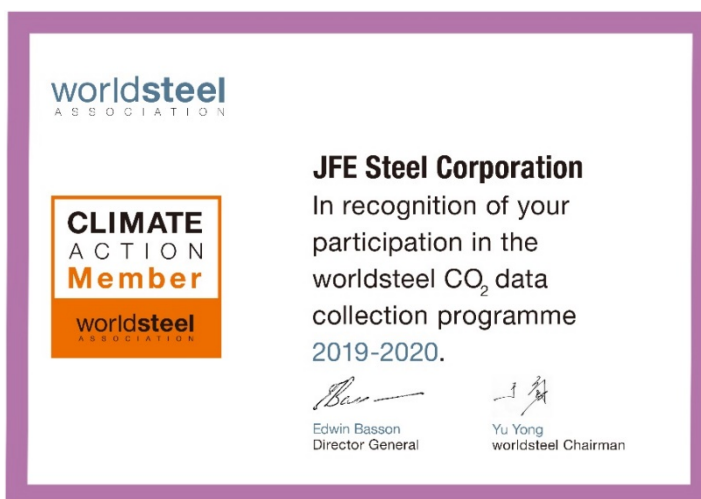 worldsteel
ASSOCIATION
CLIMATE
ACTION
Member
worldsteel
ASSOCIATION
JFE Steel Corporation
In recognition of your
participation in the
worldsteel CO₂ data
collection programme
2019-2020.
Edwin Basson
Director General
Yu Yong
worldsteel Chairman